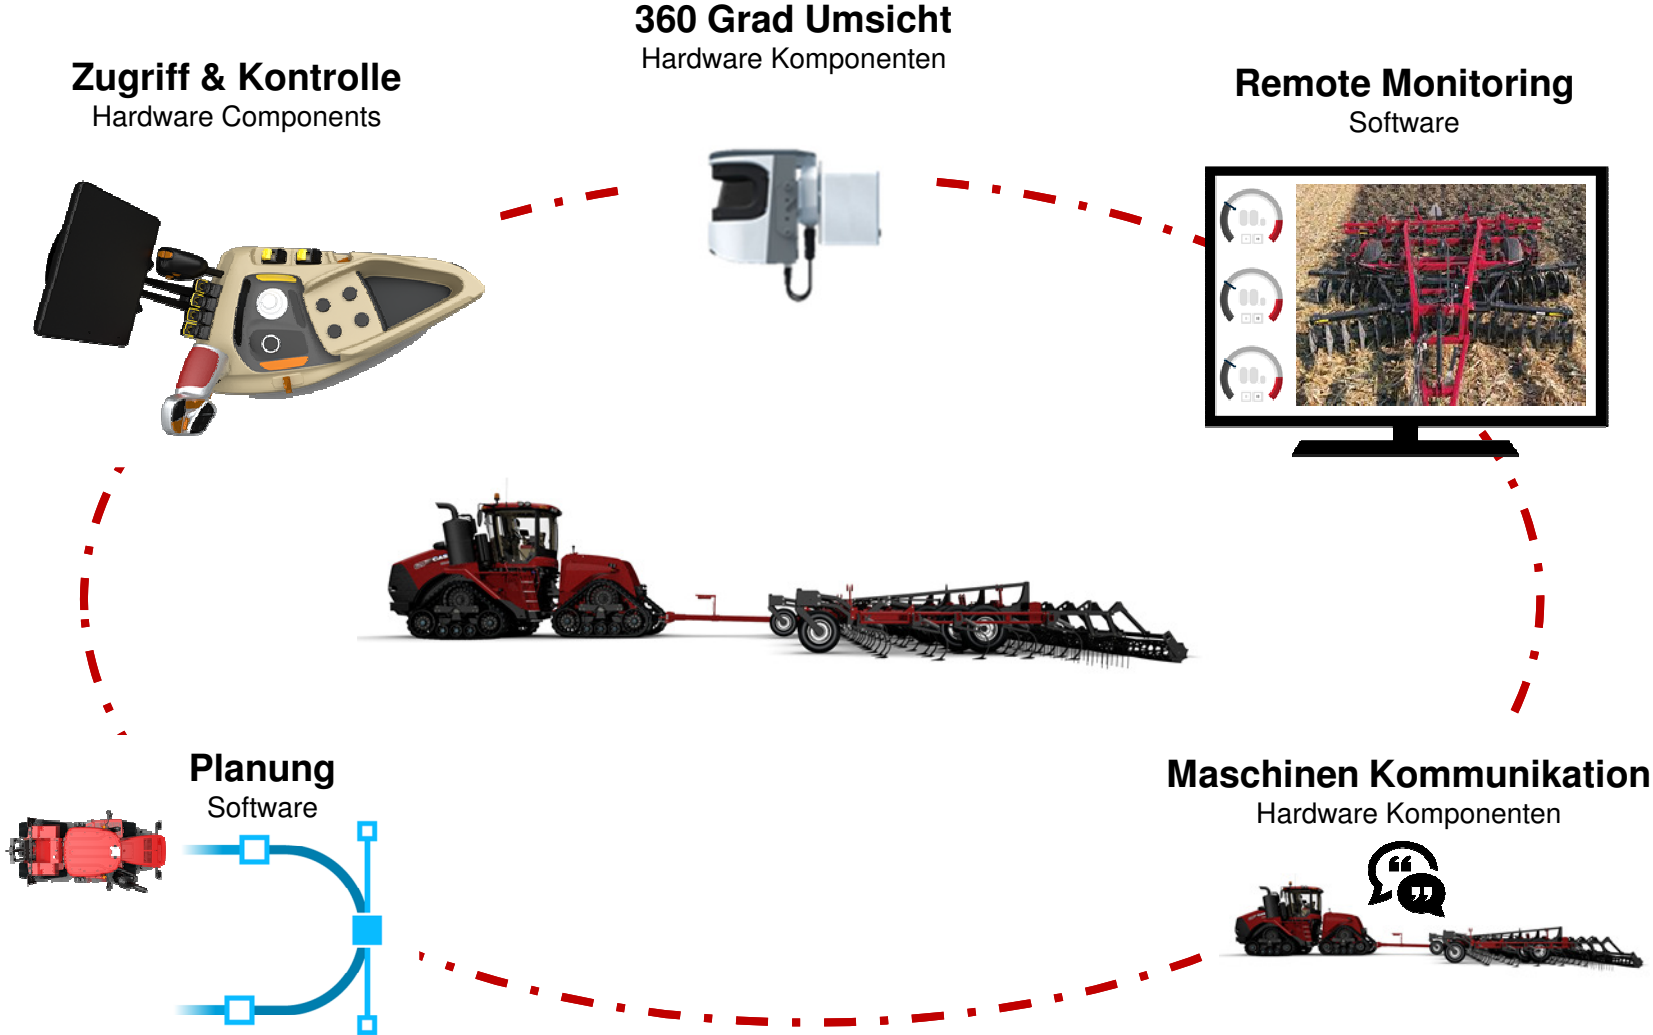 360 Grad Umsicht
Hardware Komponenten
Zugriff & Kontrolle
Hardware Components
Remote Monitoring
Software
Planung
Software
Maschinen Kommunikation
Hardware Komponenten